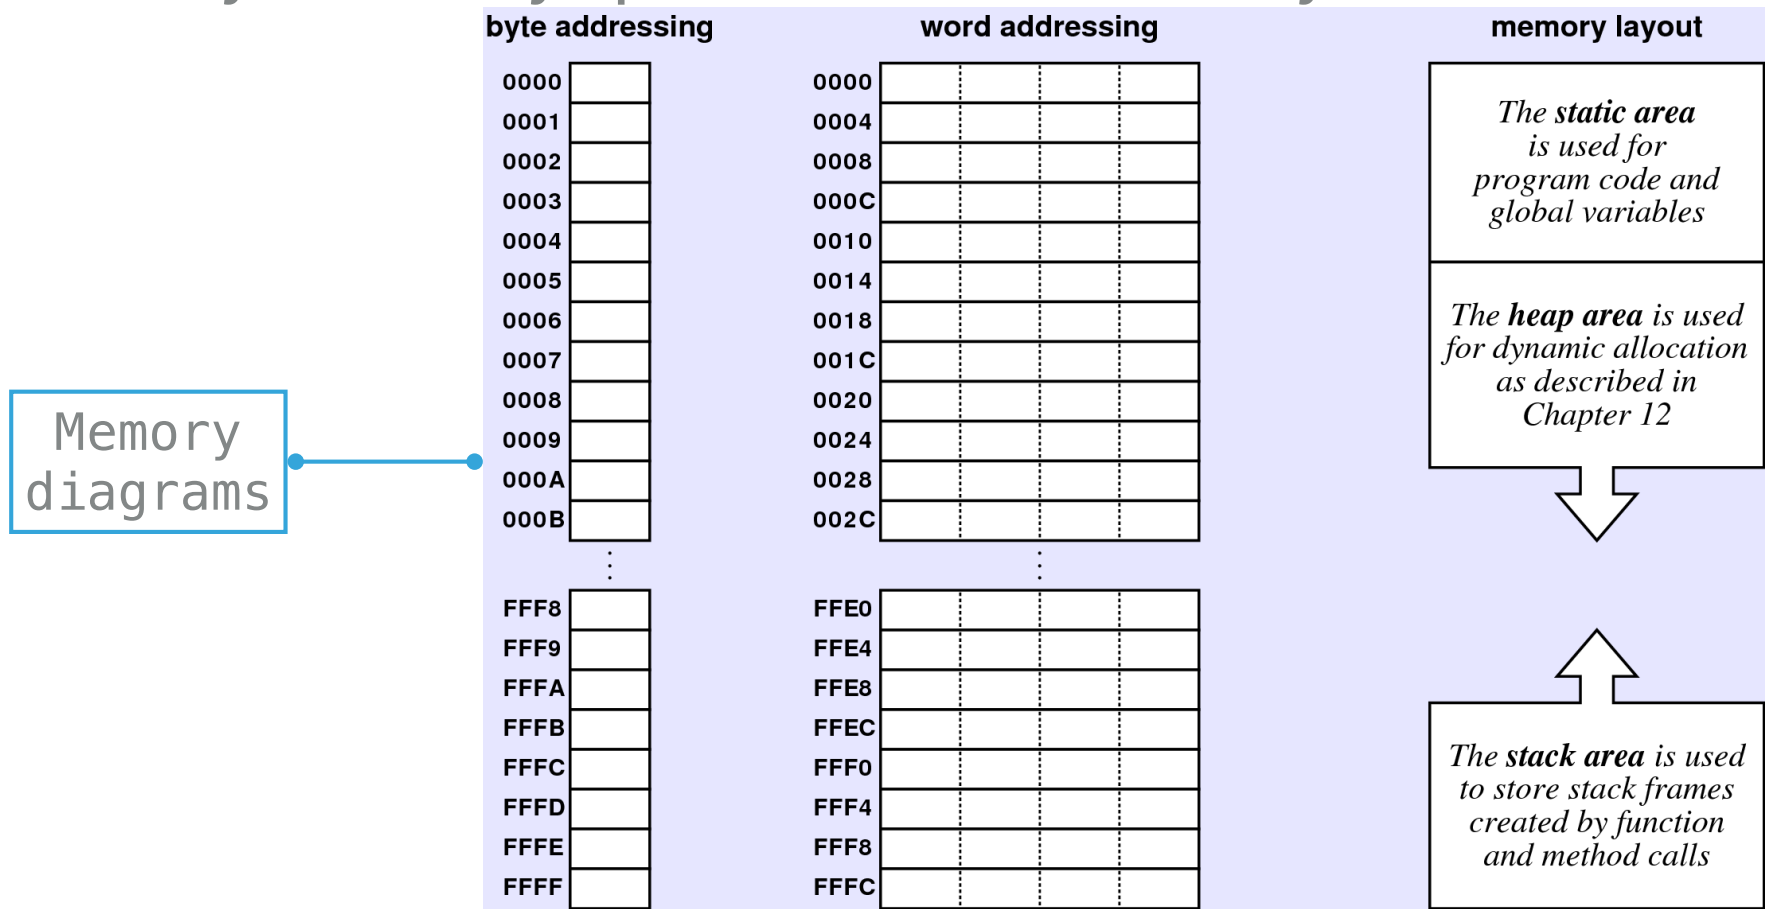 byte addressing
word addressing
memory layout
0000
0001
0002
0003
0004
0005
0006
0007
0008
0009
000A
000B
FFF8
FFF9
FFFA
FFFB
FFFC
FFFD
FFFE
FFFF
0000
0004
0008
000C
0010
0014
0018
001C
0020
0024
0028
002C
FFE0
FFE4
FFE8
FFEC
FFF0
FFF4
FFF8
FFFC
The static area
is used for
program code and
global variables
The heap area is used
for dynamic allocation
as described in
Chapter 12
The stack area is used
to store stack frames
created by function
and method calls
Memory
diagrams